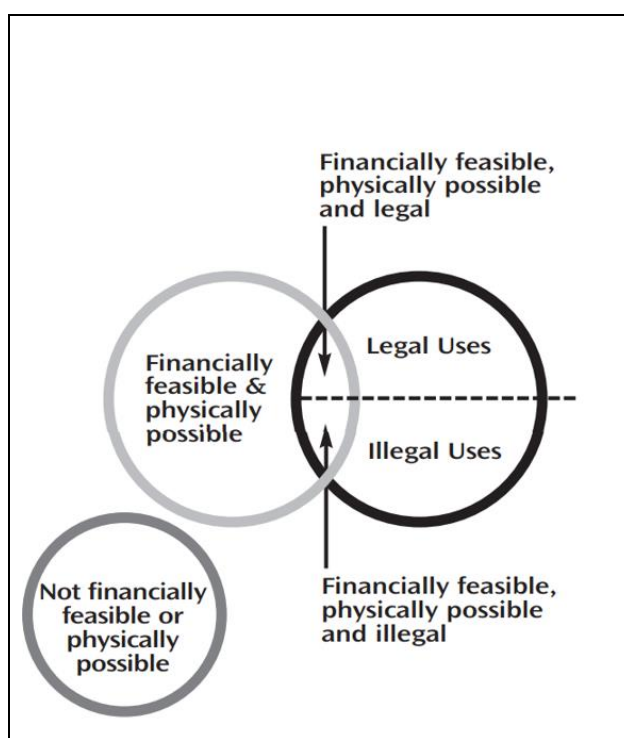 Financially feasible,
physically possible
and legal
Financially
feasible &
physically
possible
Legal Uses
Illegal Uses
Not financially
feasible or
physically
possible
Financially feasible,
physically possible
and illegal